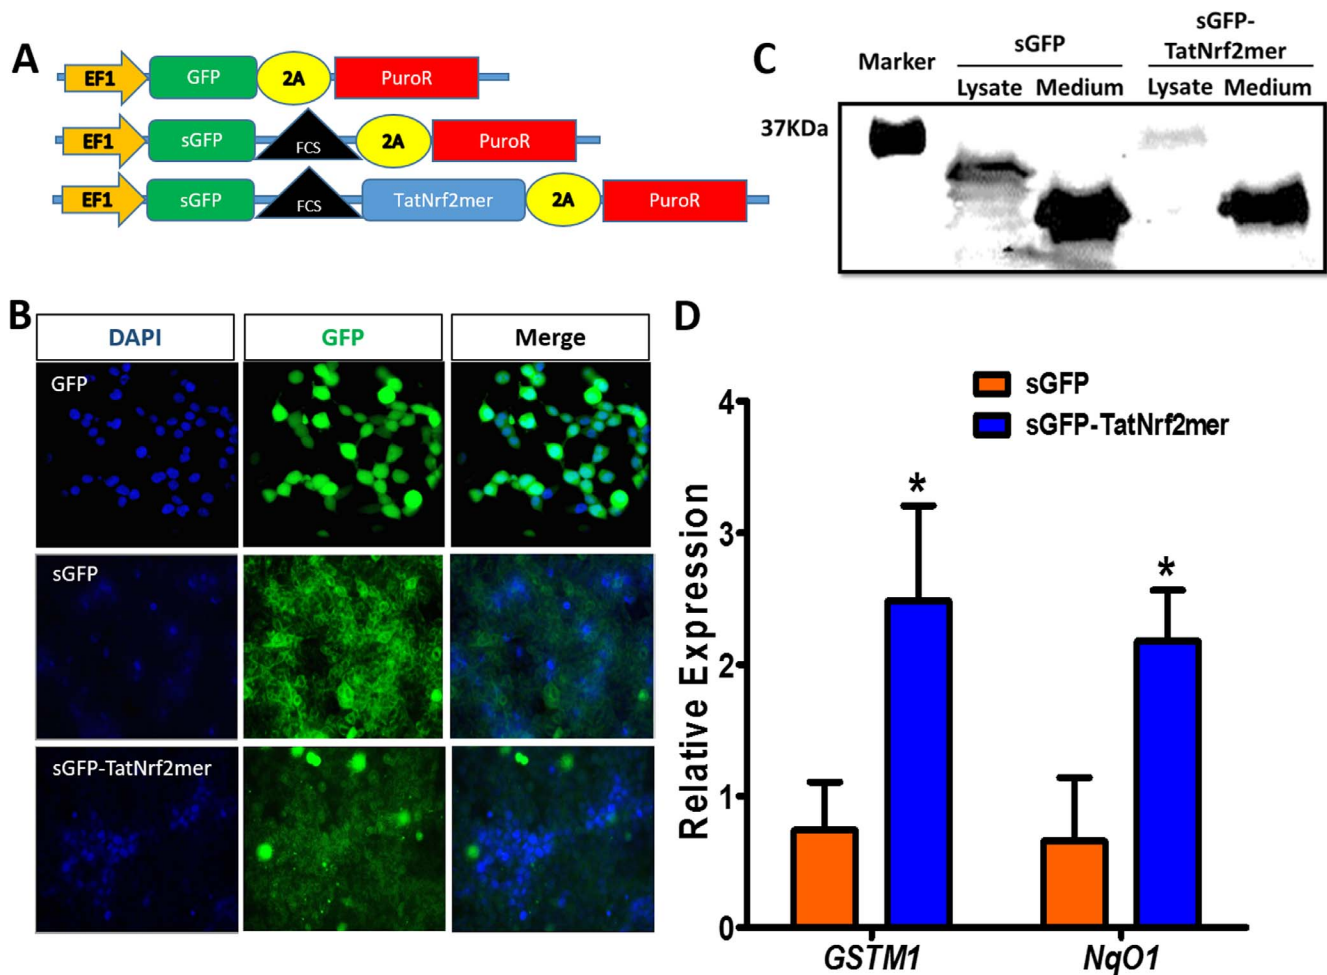 A
EF1 GFP 2A PuroR
EF1 sGFP FCS 2A PuroR
EF1 sGFP FCS TatNrf2mer 2A PuroR
B
DAPI GFP Merge
GFP
sGFP
sGFP-TatNrf2mer
C
Marker sGFP sGFP-
TatNrf2mer
Lysate Medium Lysate Medium
37KDa
D
sGFP
sGFP-TatNrf2mer
Relative Expression
4
3
2
1
0
* *
GSTM1 NqO1